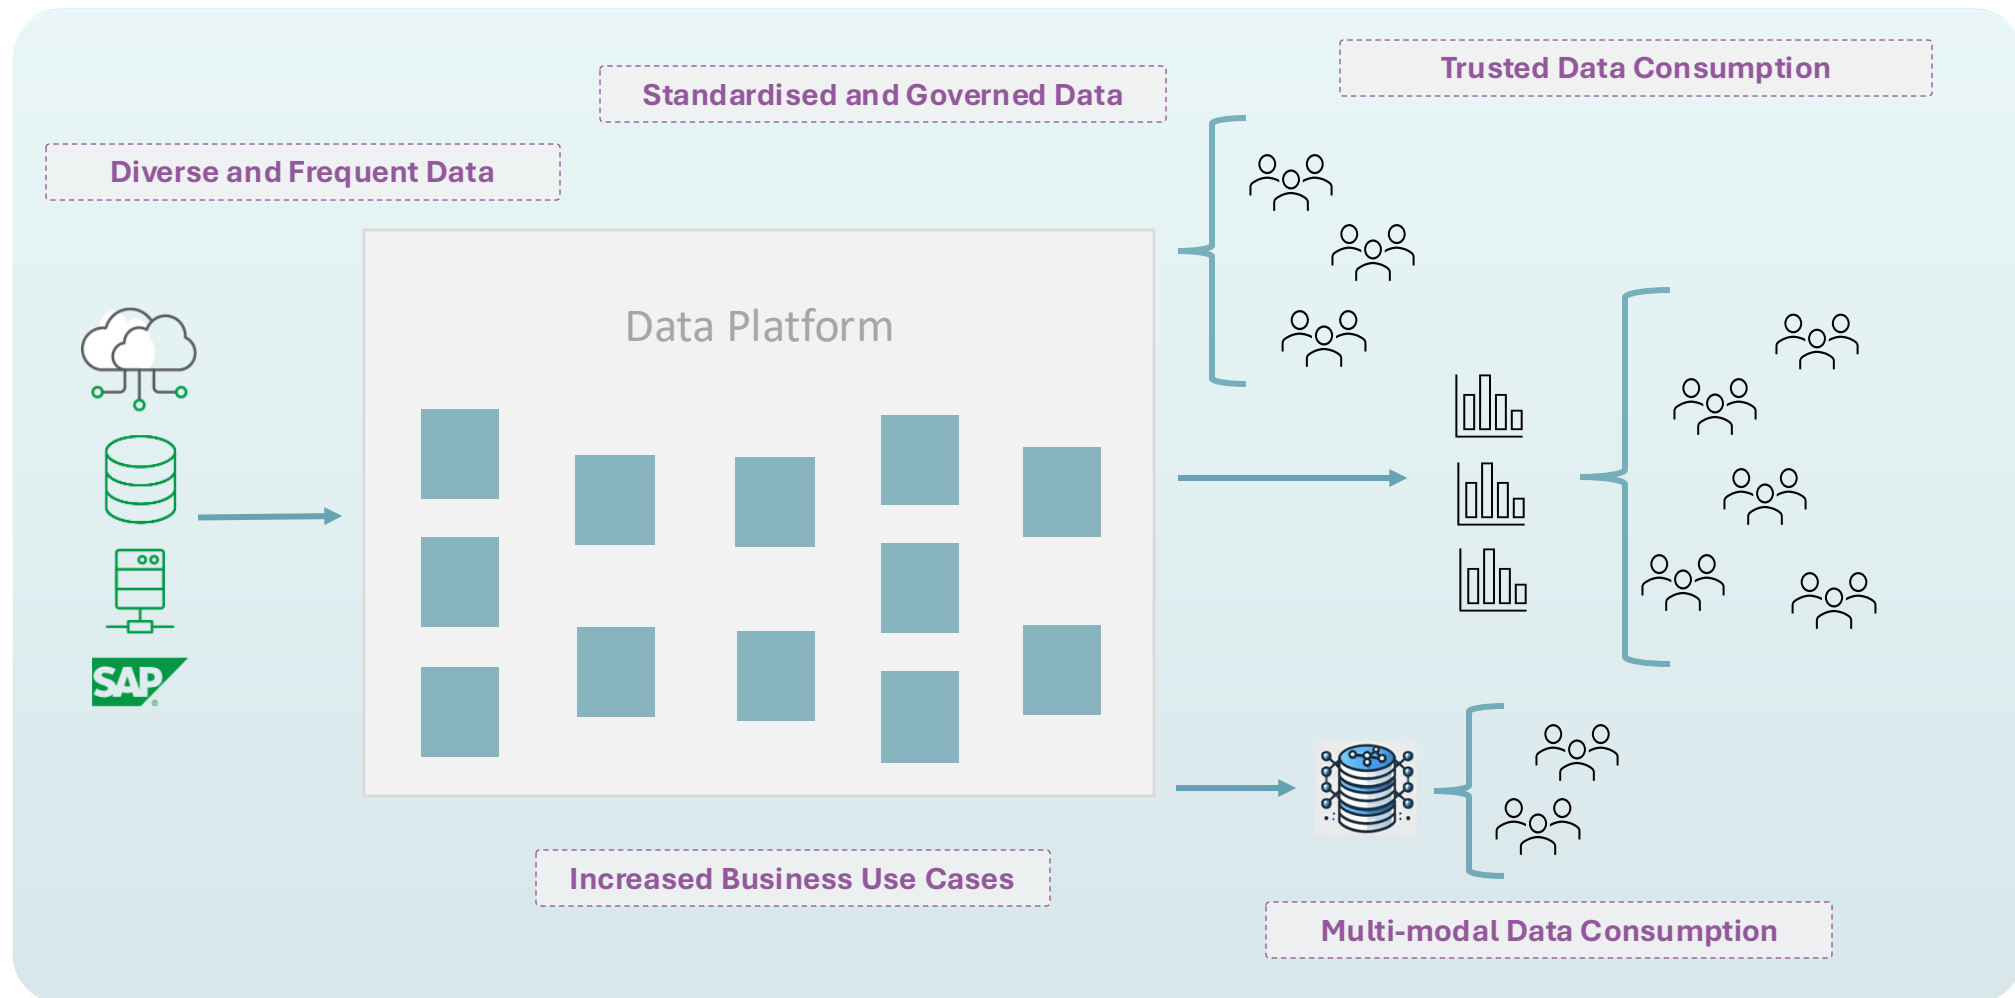 Trusted Data Consumption
Standardised and Governed Data
Diverse and Frequent Data
Data Platform
SAP
®
Increased Business Use Cases
Multi-modal Data Consumption